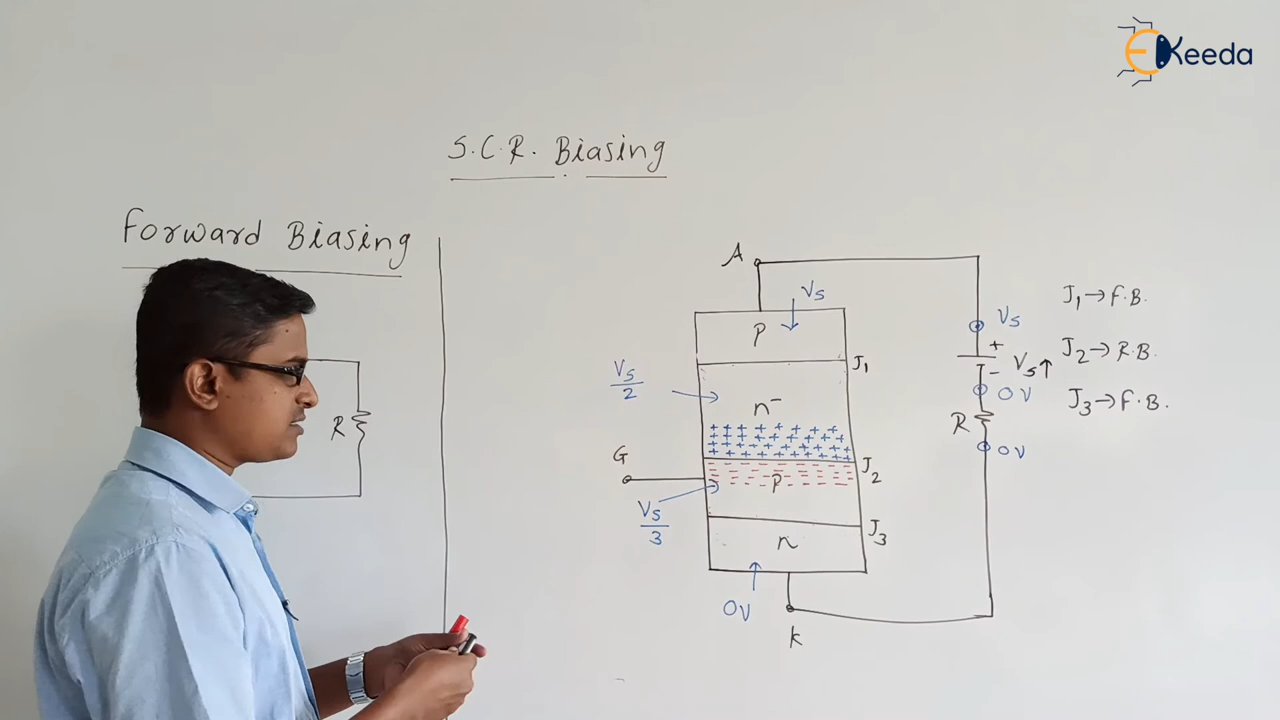 EKeeda
S.C.R. Biasing
Forward Biasing
R
A
Vs
P
J1
Vs/2
n-
G
P
J2
Vs/3
n
J3
0V
k
Vs
+
-
Vs↑
0V
R
0V
J1→F.B.
J2→R.B.
J3→F.B.